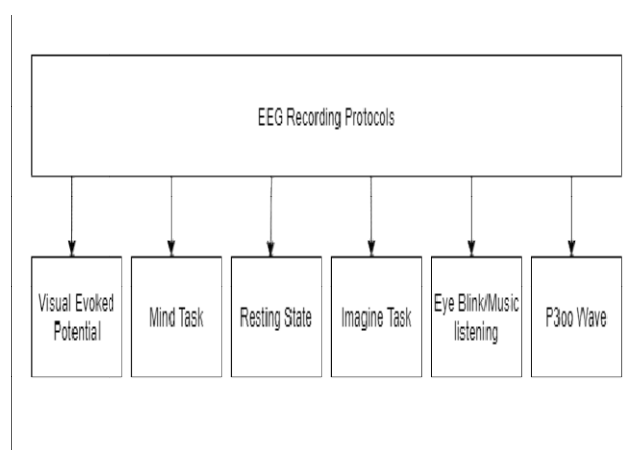 EEG Recording Protocols
Visual Evoked
Potential
Mind Task
Resting State
Imagine Task
Eye Blink/Music
listening
P3oo Wave